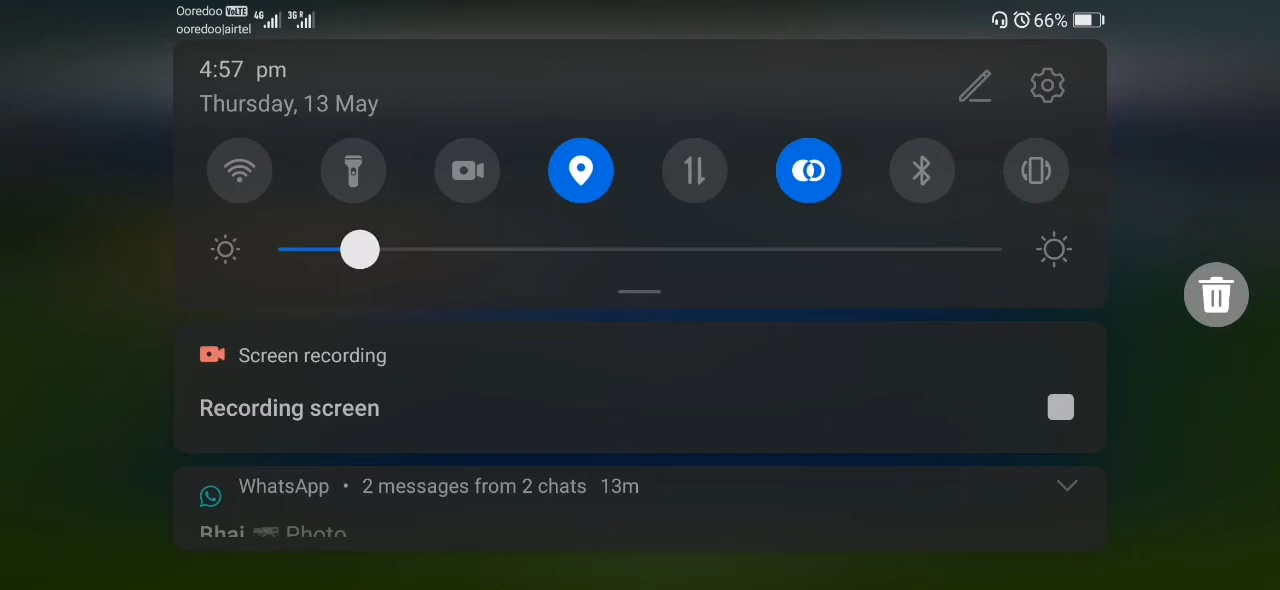 Ooredoo VoLTE 4G 3G R 66%
ooredoo|airtel
4:57 pm
Thursday, 13 May
Screen recording
Recording screen
WhatsApp • 2 messages from 2 chats 13m
Bhai 📷 Photo